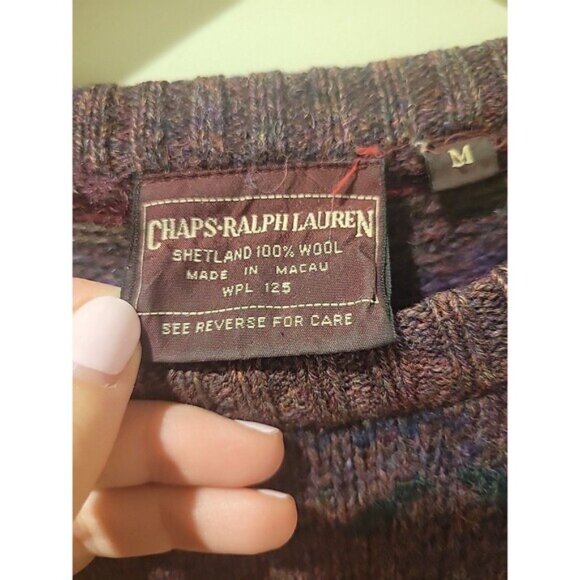 CHAPS·RALPH LAUREN
SHETLAND 100% WOOL
MADE IN MACAU
WPL 125
SEE REVERSE FOR CARE
M